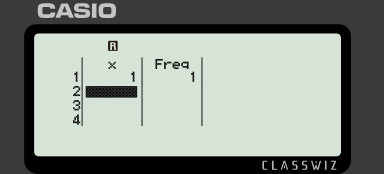 CASIO
R
x Freq
1 1 1
2
3
4
CLASSWIZ